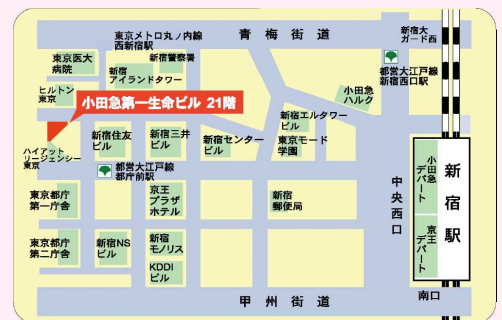 青梅街道
新宿大
ガード西
東京メトロ丸ノ内線
西新宿駅
新宿警察署
東京医大
病院
新宿
アイランドタワー
都営大江戸線
新宿西口駅
ヒルトン
東京
小田急
ハルク
小田急第一生命ビル 21階
新宿エルタワー
ビル
新宿住友
ビル
新宿三井
ビル
新宿センター
ビル
東京モード
学園
ハイアット
リージェンシー
東京
都営大江戸線
都庁前駅
小田急
デパート
新宿駅
中央西口
東京都庁
第一庁舎
京王
プラザ
ホテル
新宿
郵便局
京王
デパート
東京都庁
第二庁舎
新宿NS
ビル
新宿
モノリス
KDDI
ビル
南口
甲州街道